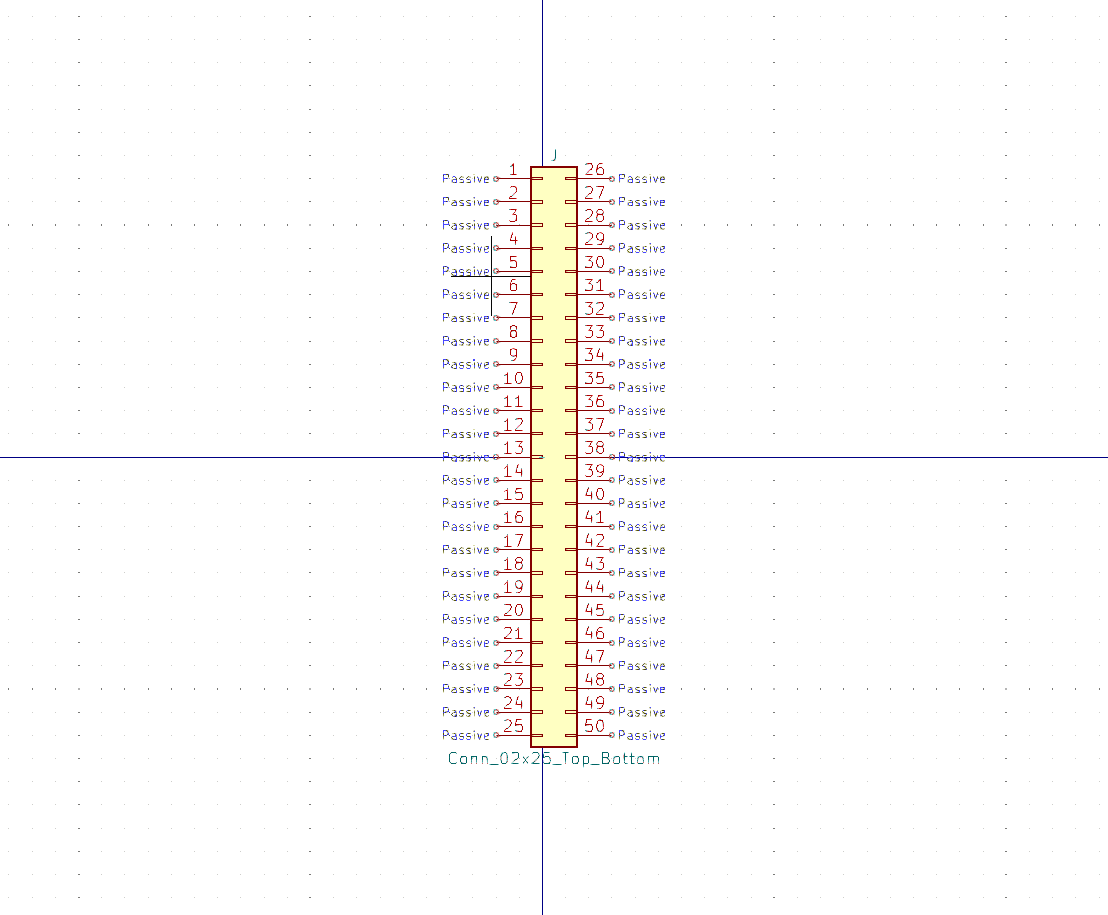 J
Passive 1 26 Passive
Passive 2 27 Passive
Passive 3 28 Passive
Passive 4 29 Passive
Passive 5 30 Passive
Passive 6 31 Passive
Passive 7 32 Passive
Passive 8 33 Passive
Passive 9 34 Passive
Passive 10 35 Passive
Passive 11 36 Passive
Passive 12 37 Passive
Passive 13 38 Passive
Passive 14 39 Passive
Passive 15 40 Passive
Passive 16 41 Passive
Passive 17 42 Passive
Passive 18 43 Passive
Passive 19 44 Passive
Passive 20 45 Passive
Passive 21 46 Passive
Passive 22 47 Passive
Passive 23 48 Passive
Passive 24 49 Passive
Passive 25 50 Passive
Conn_02x25_Top_Bottom